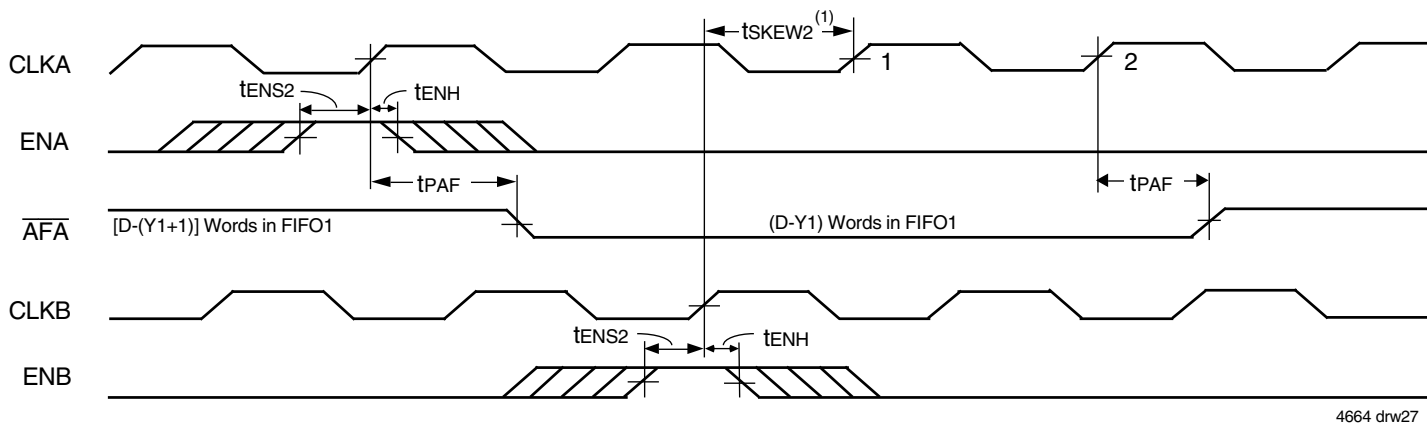 tSKEW2 (1)
CLKA
1
2
tENS2
tENH
ENA
tPAF
tPAF
AFA
[D-(Y1+1)] Words in FIFO1
(D-Y1) Words in FIFO1
CLKB
tENS2
tENH
ENB
4664 drw27